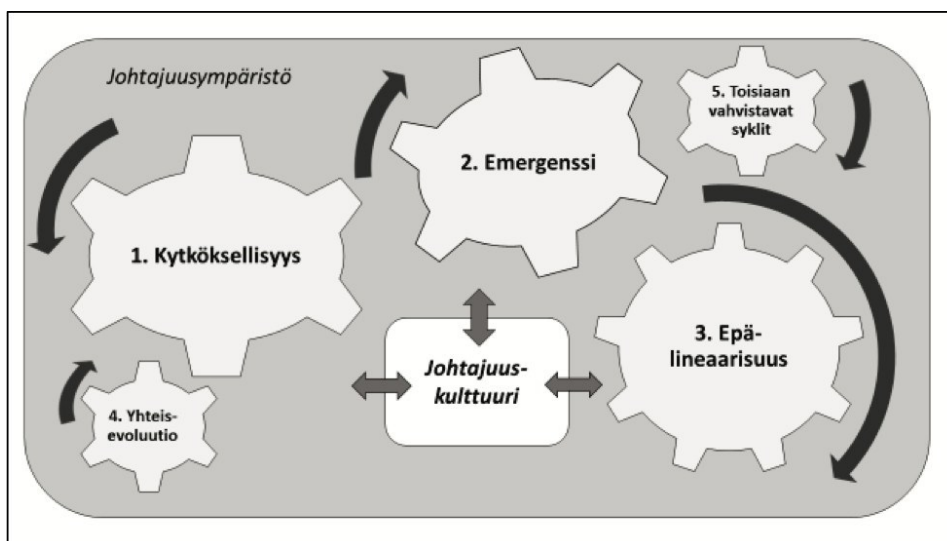 Johtajuusympäristö
1. Kytköksellisyys
2. Emergenssi
5. Toisiaan
vahvistavat
syklit
3. Epä-
lineaarisuus
Johtajuus-
kulttuuri
4. Yhteis-
evoluutio